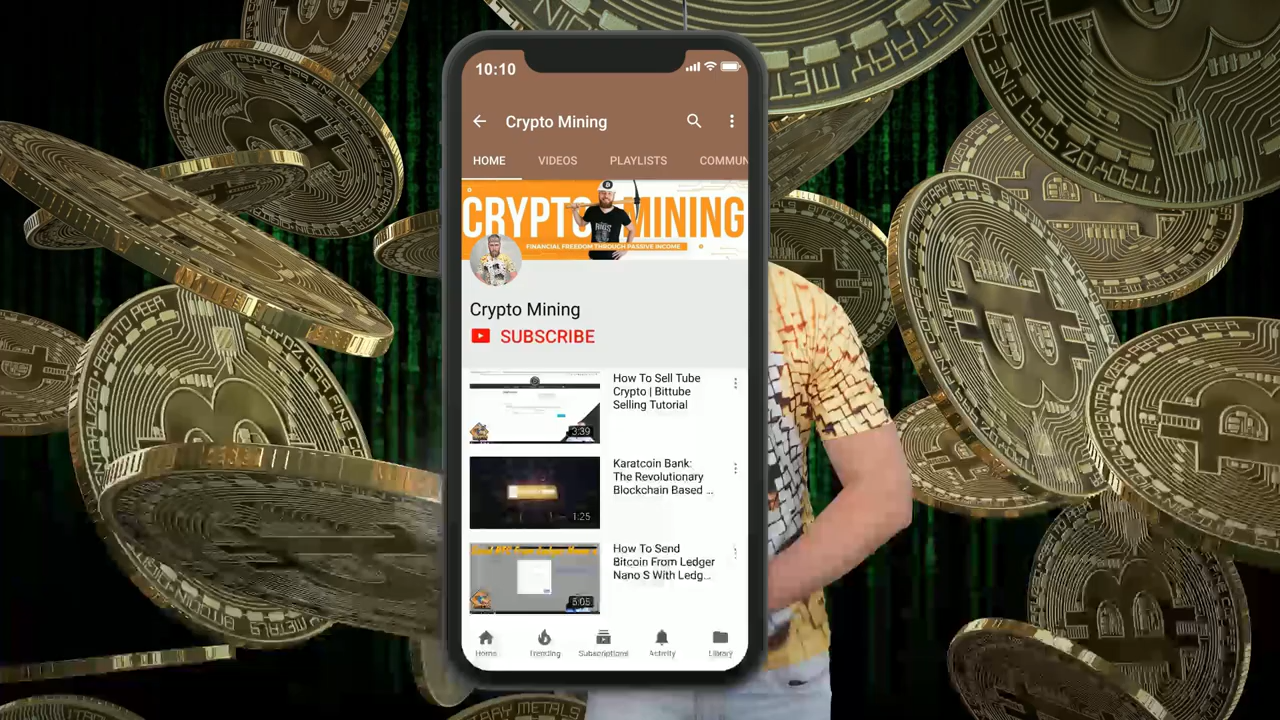 10:10
Crypto Mining
HOME VIDEOS PLAYLISTS COMMUN
CRYPTO MINING
FINANCIAL FREEDOM THROUGH PASSIVE INCOME
Crypto Mining
SUBSCRIBE
How To Sell Tube
Crypto | Bittube
Selling Tutorial
3:39
Karatcoin Bank:
The Revolutionary
Blockchain Based ...
1:25
How To Send
Bitcoin From Ledger
Nano S With Ledg...
5:05
Home Trending Subscriptions Activity Library